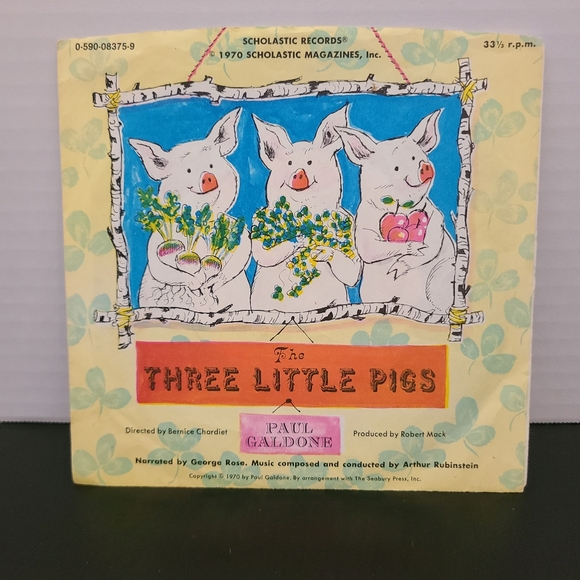 SCHOLASTIC RECORDS®
0-590-08375-9
© 1970 SCHOLASTIC MAGAZINES, Inc.
33⅓ r.p.m.
The
THREE LITTLE PIGS
Directed by Bernice Chardiet
PAUL
GALDONE
Produced by Robert Mack
Narrated by George Rose. Music composed and conducted by Arthur Rubinstein
Copyright © 1970 by Paul Galdone. By arrangement with The Seabury Press, Inc.